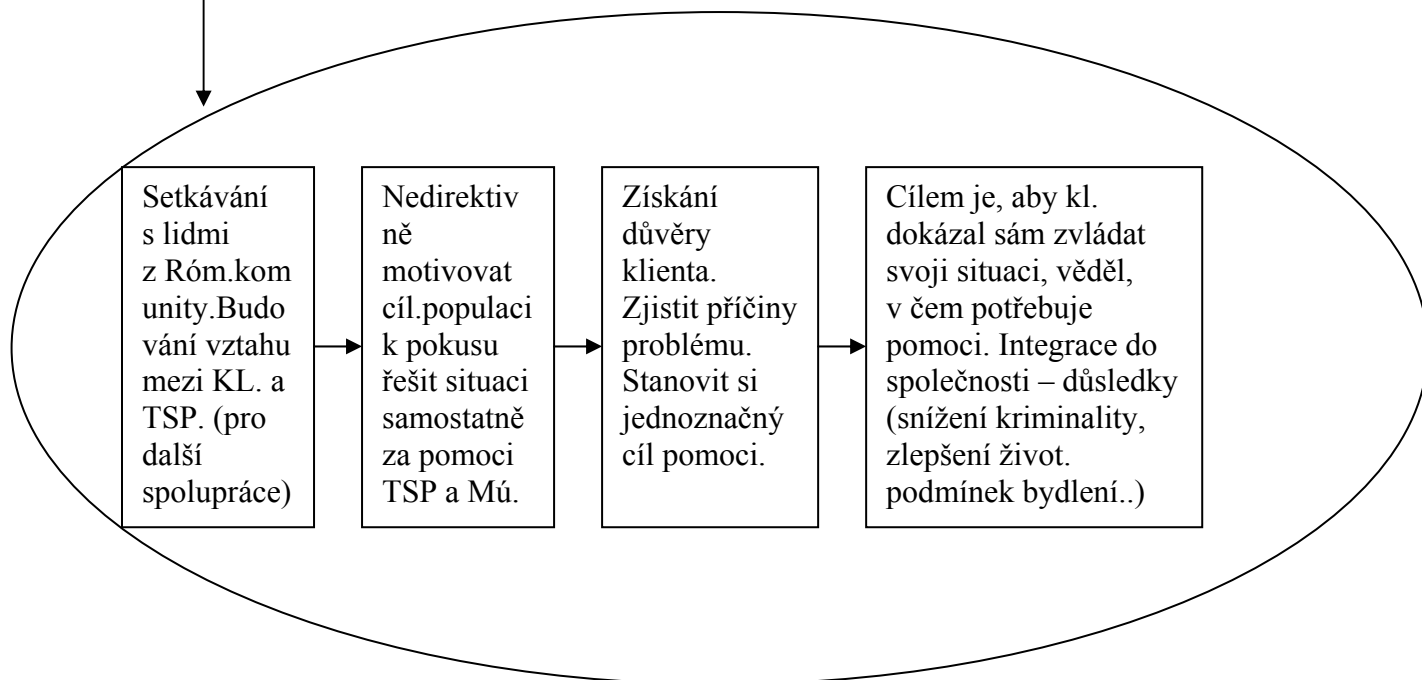 Setkávání
s lidmi
z Róm.kom
unity.Budo
vání vztahu
mezi KL. a
TSP. (pro
další
spolupráce)
Nedirektiv
ně
motivovat
cíl.populaci
k pokusu
řešit situaci
samostatně
za pomoci
TSP a Mú.
Získání
důvěry
klienta.
Zjistit příčiny
problému.
Stanovit si
jednoznačný
cíl pomoci.
Cílem je, aby kl.
dokázal sám zvládat
svoji situaci, věděl,
v čem potřebuje
pomoci. Integrace do
společnosti – důsledky
(snížení kriminality,
zlepšení život.
podmínek bydlení..)